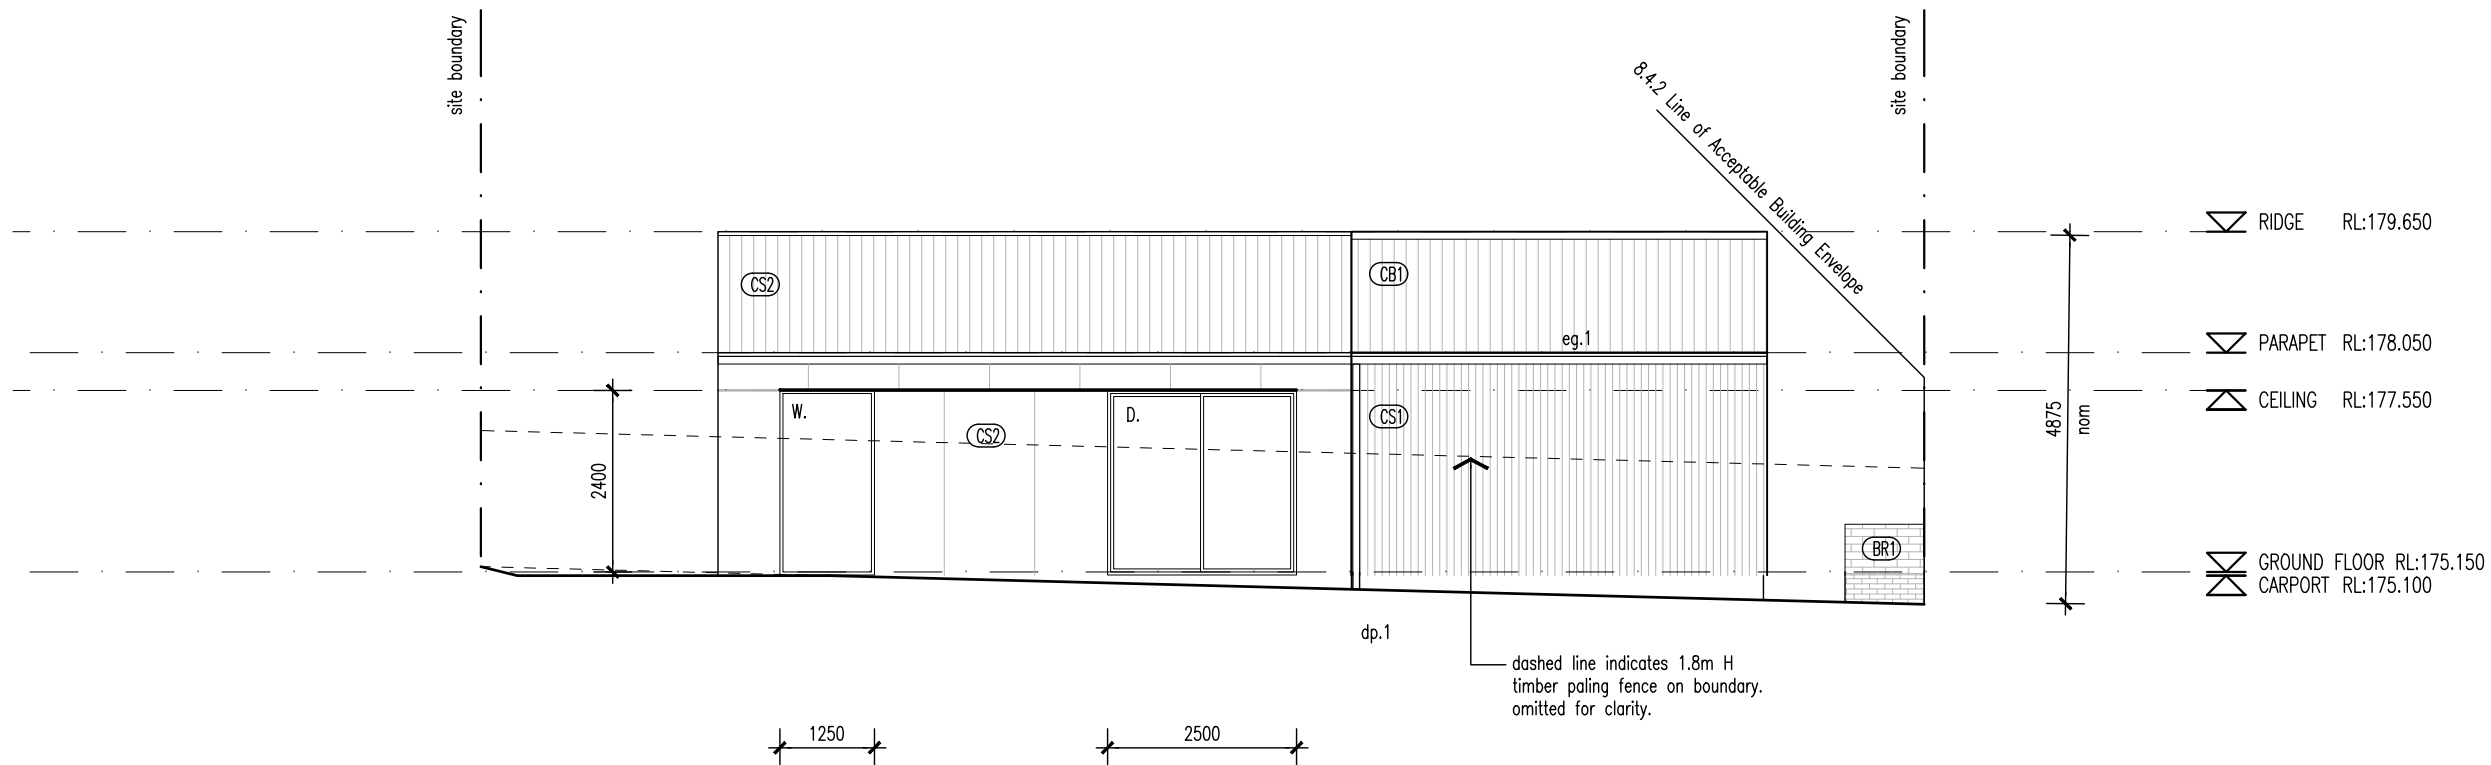 site boundary
site boundary
8.4.2 Line of Acceptable Building Envelope
RIDGE RL:179.650
CS2
CB1
eg.1
PARAPET RL:178.050
CEILING RL:177.550
W.
D.
CS2
CS1
2400
4875
nom
BR1
GROUND FLOOR RL:175.150
CARPORT RL:175.100
dp.1
dashed line indicates 1.8m H
timber paling fence on boundary.
omitted for clarity.
1250
2500